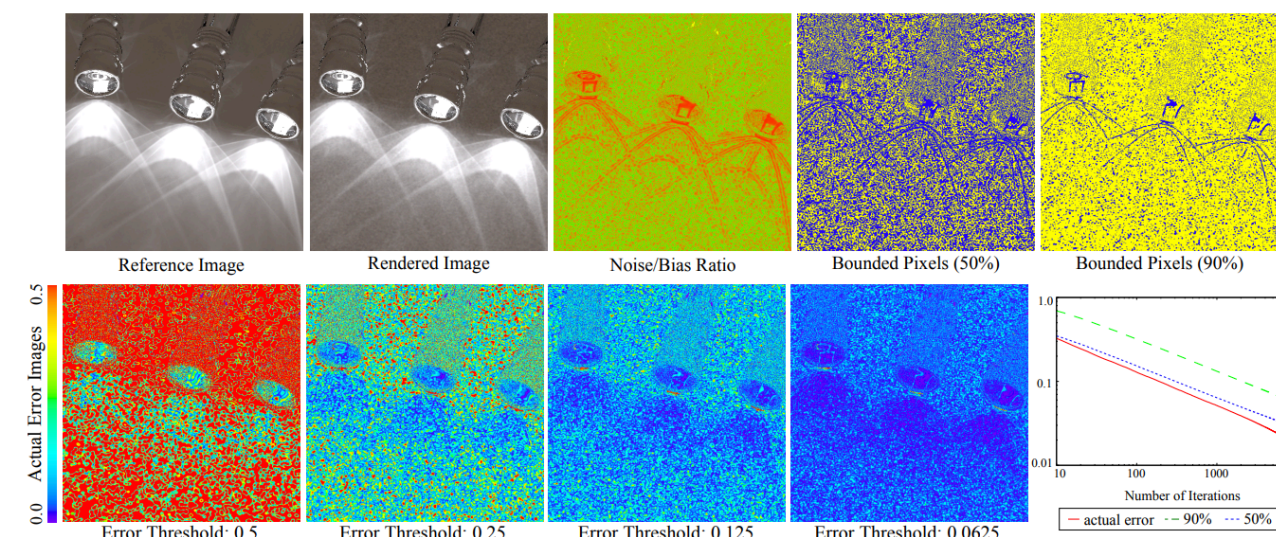 Reference Image
Rendered Image
Noise/Bias Ratio
Bounded Pixels (50%)
Bounded Pixels (90%)
0.5
Actual Error Images
0.0
Error Threshold: 0.5
Error Threshold: 0.25
Error Threshold: 0.125
Error Threshold: 0.0625
1.0
0.1
0.01
10
100
1000
Number of Iterations
actual error
90%
50%